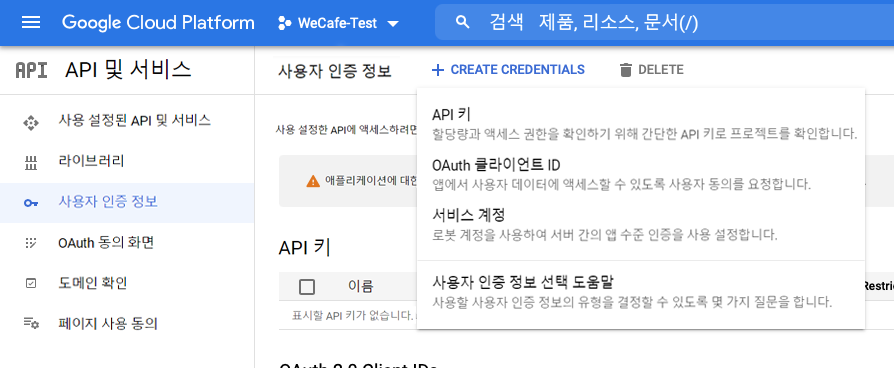 Google Cloud Platform
WeCafe-Test
검색 제품, 리소스, 문서(/)
API
API 및 서비스
사용 설정된 API 및 서비스
라이브러리
사용자 인증 정보
OAuth 동의 화면
도메인 확인
페이지 사용 동의
사용자 인증 정보
+ CREATE CREDENTIALS
DELETE
사용 설정한 API에 액세스하려면
애플리케이션에 대한
API 키
이름
표시할 API 키가 없습니다.
API 키
할당량과 액세스 권한을 확인하기 위해 간단한 API 키로 프로젝트를 확인합니다.
OAuth 클라이언트 ID
앱에서 사용자 데이터에 액세스할 수 있도록 사용자 동의를 요청합니다.
서비스 계정
로봇 계정을 사용하여 서버 간의 앱 수준 인증을 사용 설정합니다.
사용자 인증 정보 선택 도움말
사용할 사용자 인증 정보의 유형을 결정할 수 있도록 몇 가지 질문을 합니다.
Restri
OAuth 2.0 Client IDs